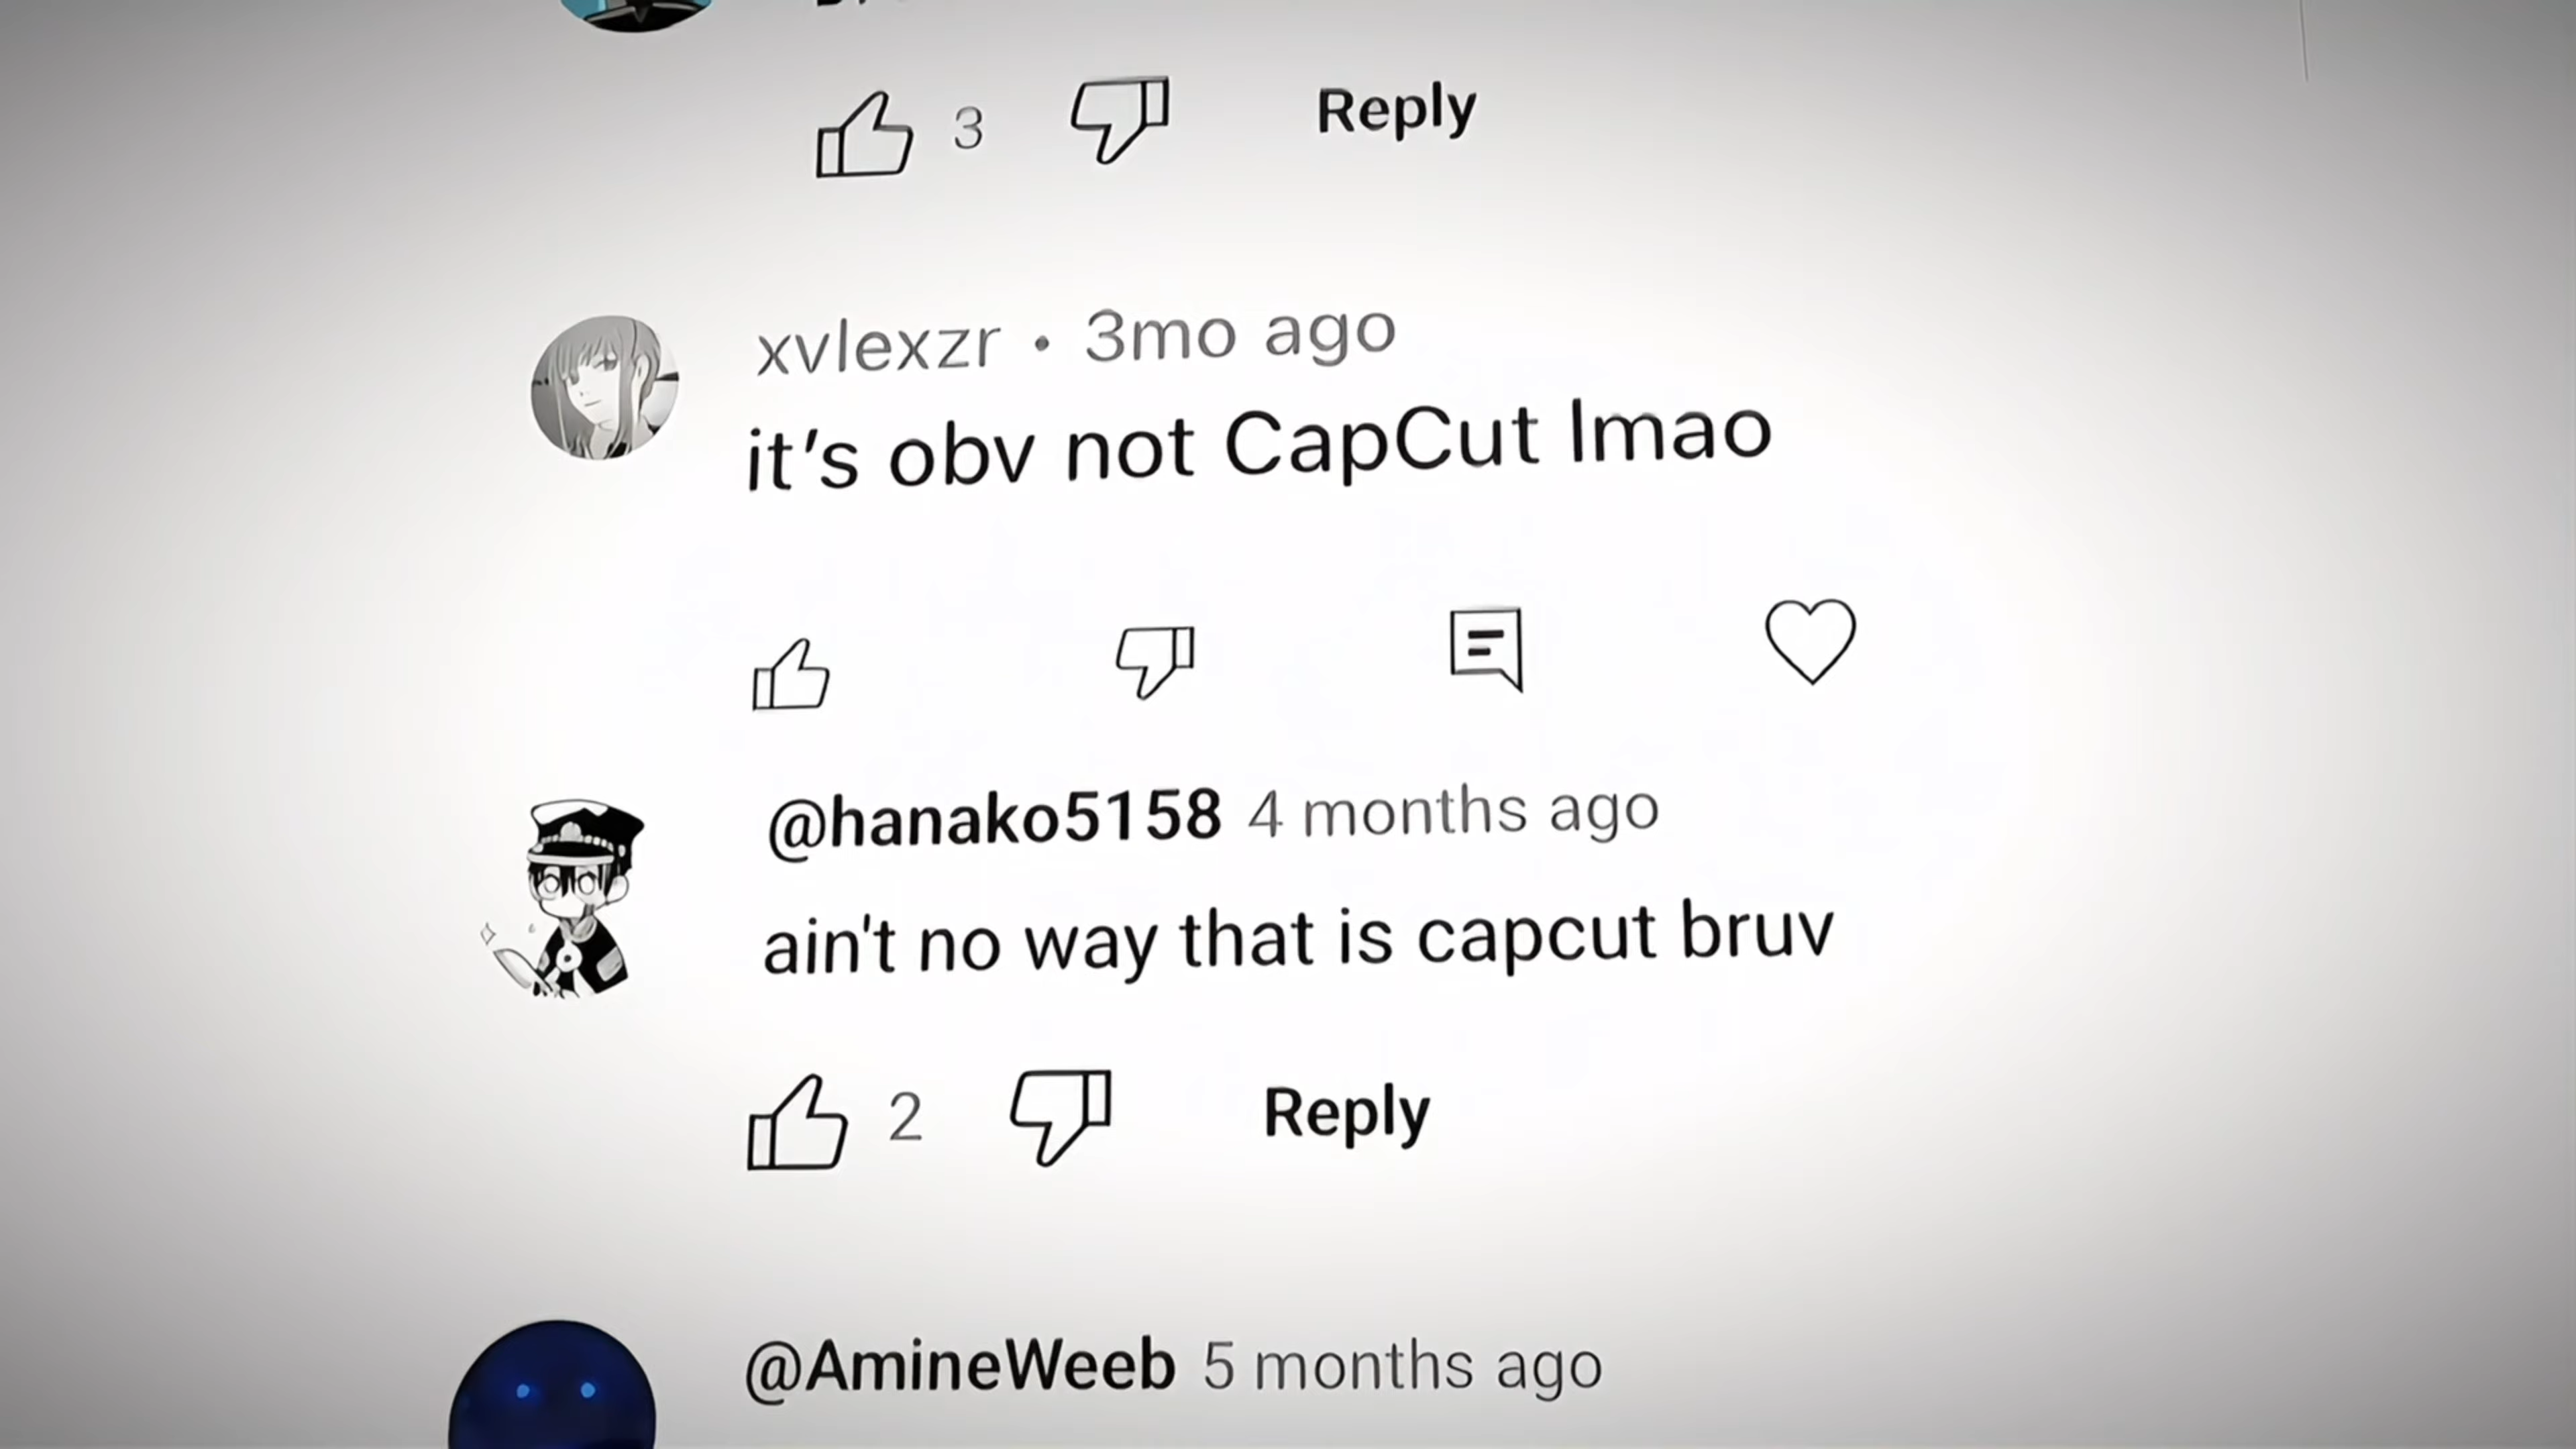 3 Reply
xvlexzr • 3mo ago
it's obv not CapCut lmao
@hanako5158 4 months ago
ain't no way that is capcut bruv
2 Reply
@AmineWeeb 5 months ago